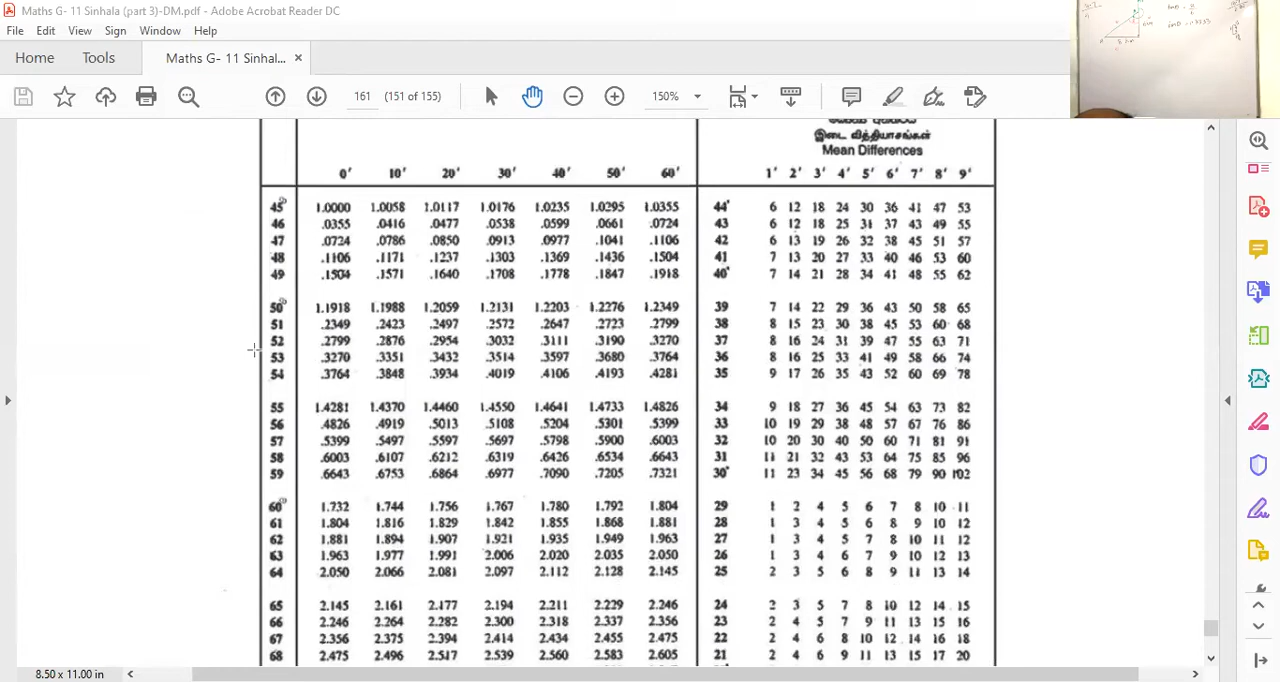 Maths G- 11 Sinhala (part 3)-DM.pdf - Adobe Acrobat Reader DC
File Edit View Sign Window Help
Home Tools Maths G- 11 Sinhal... ×
161 (151 of 155) 150%
இடை வித்தியாசங்கள்
Mean Differences
0' 10' 20' 30' 40' 50' 60' 1' 2' 3' 4' 5' 6' 7' 8' 9'
45° 1.0000 1.0058 1.0117 1.0176 1.0235 1.0295 1.0355 44° 6 12 18 24 30 36 41 47 53
46 .0355 .0416 .0477 .0538 .0599 .0661 .0724 43 6 12 18 25 31 37 43 49 55
47 .0724 .0786 .0850 .0913 .0977 .1041 .1106 42 6 13 19 26 32 38 45 51 57
48 .1106 .1171 .1237 .1303 .1369 .1436 .1504 41 7 13 20 27 33 40 46 53 60
49 .1504 .1571 .1640 .1708 .1778 .1847 .1918 40° 7 14 21 28 34 41 48 55 62
50° 1.1918 1.1988 1.2059 1.2131 1.2203 1.2276 1.2349 39 7 14 22 29 36 43 50 58 65
51 .2349 .2423 .2497 .2572 .2647 .2723 .2799 38 8 15 23 30 38 45 53 60 68
52 .2799 .2876 .2954 .3032 .3111 .3190 .3270 37 8 16 24 31 39 47 55 63 71
53 .3270 .3351 .3432 .3514 .3597 .3680 .3764 36 8 16 25 33 41 49 58 66 74
54 .3764 .3848 .3934 .4019 .4106 .4193 .4281 35 9 17 26 35 43 52 60 69 78
55 1.4281 1.4370 1.4460 1.4550 1.4641 1.4733 1.4826 34 9 18 27 36 45 54 63 73 82
56 .4826 .4919 .5013 .5108 .5204 .5301 .5399 33 10 19 29 38 48 57 67 76 86
57 .5399 .5497 .5597 .5697 .5798 .5900 .6003 32 10 20 30 40 50 60 71 81 91
58 .6003 .6107 .6212 .6319 .6426 .6534 .6643 31 11 21 32 43 53 64 75 85 96
59 .6643 .6753 .6864 .6977 .7090 .7205 .7321 30° 11 23 34 45 56 68 79 90 102
60° 1.732 1.744 1.756 1.767 1.780 1.792 1.804 29 1 2 4 5 6 7 8 10 11
61 1.804 1.816 1.829 1.842 1.855 1.868 1.881 28 1 3 4 5 6 8 9 10 12
62 1.881 1.894 1.907 1.921 1.935 1.949 1.963 27 1 3 4 5 7 8 10 11 12
63 1.963 1.977 1.991 2.006 2.020 2.035 2.050 26 1 3 4 6 7 9 10 12 13
64 2.050 2.066 2.081 2.097 2.112 2.128 2.145 25 2 3 5 6 8 9 11 13 14
65 2.145 2.161 2.177 2.194 2.211 2.229 2.246 24 2 3 5 7 8 10 12 14 15
66 2.246 2.264 2.282 2.300 2.318 2.337 2.356 23 2 4 5 7 9 11 13 15 16
67 2.356 2.375 2.394 2.414 2.434 2.455 2.475 22 2 4 6 8 10 12 14 16 18
68 2.475 2.496 2.517 2.539 2.560 2.583 2.605 21 2 4 6 9 11 13 15 17 20
8.50 x 11.00 in